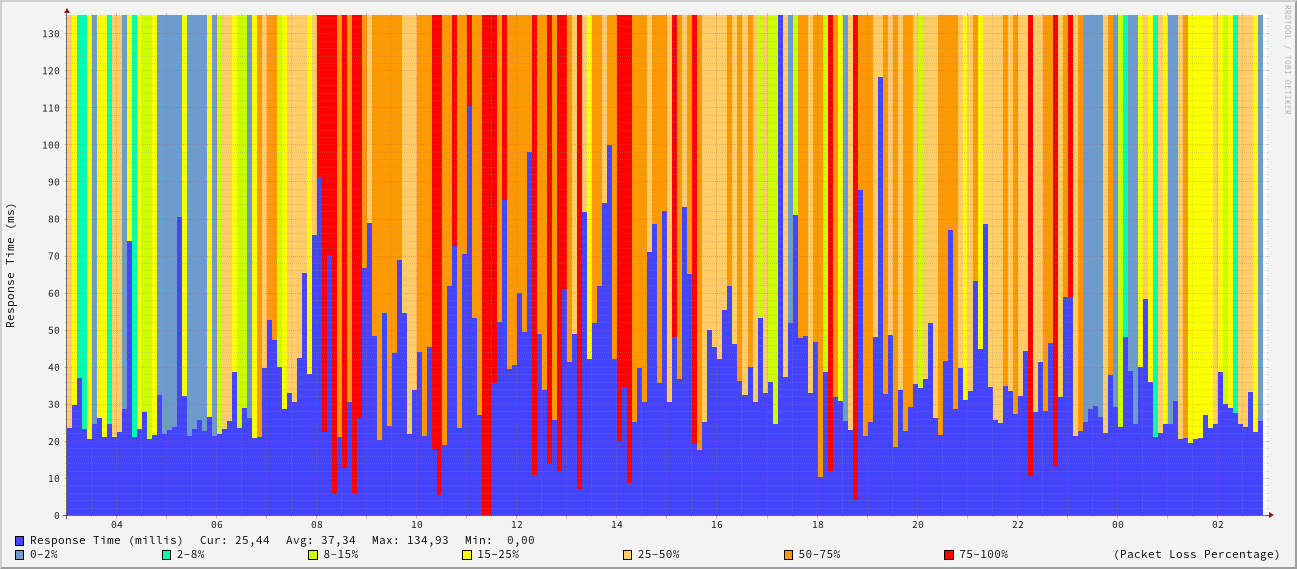 RRDTOOL / TOBI OETIKER
Response Time (ms)
130
120
110
100
90
80
70
60
50
40
30
20
10
0
04 06 08 10 12 14 16 18 20 22 00 02
Response Time (millis) Cur: 25,44 Avg: 37,34 Max: 134,93 Min: 0,00
0-2% 2-8% 8-15% 15-25% 25-50% 50-75% 75-100% (Packet Loss Percentage)